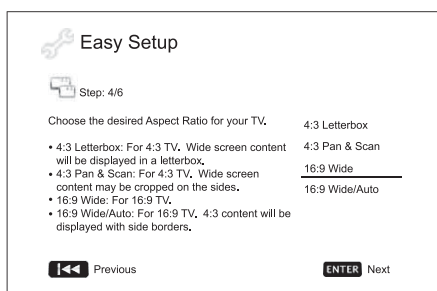 Easy Setup
Step: 4/6
Choose the desired Aspect Ratio for your TV.
• 4:3 Letterbox: For 4:3 TV. Wide screen content
will be displayed in a letterbox.
• 4:3 Pan & Scan: For 4:3 TV. Wide screen
content may be cropped on the sides.
• 16:9 Wide: For 16:9 TV.
• 16:9 Wide/Auto: For 16:9 TV. 4:3 content will be
displayed with side borders.
4:3 Letterbox
4:3 Pan & Scan
16:9 Wide
16:9 Wide/Auto
Previous
ENTER Next